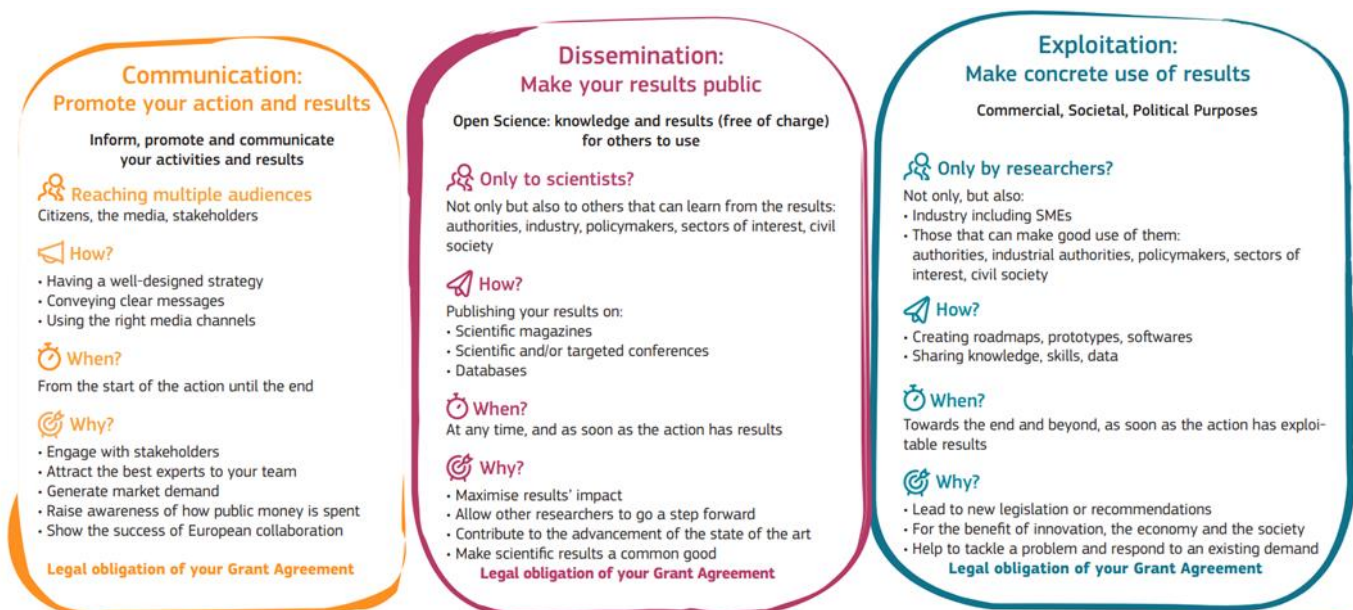 Communication:
Promote your action and results
Inform, promote and communicate
your activities and results
Reaching multiple audiences
Citizens, the media, stakeholders
How?
• Having a well-designed strategy
• Conveying clear messages
• Using the right media channels
When?
From the start of the action until the end
Why?
• Engage with stakeholders
• Attract the best experts to your team
• Generate market demand
• Raise awareness of how public money is spent
• Show the success of European collaboration
Legal obligation of your Grant Agreement
Dissemination:
Make your results public
Open Science: knowledge and results (free of charge)
for others to use
Only to scientists?
Not only but also to others that can learn from the results:
authorities, industry, policymakers, sectors of interest, civil
society
How?
Publishing your results on:
• Scientific magazines
• Scientific and/or targeted conferences
• Databases
When?
At any time, and as soon as the action has results
Why?
• Maximise results' impact
• Allow other researchers to go a step forward
• Contribute to the advancement of the state of the art
• Make scientific results a common good
Legal obligation of your Grant Agreement
Exploitation:
Make concrete use of results
Commercial, Societal, Political Purposes
Only by researchers?
Not only, but also:
• Industry including SMEs
• Those that can make good use of them:
authorities, industrial authorities, policymakers, sectors of
interest, civil society
How?
• Creating roadmaps, prototypes, softwares
• Sharing knowledge, skills, data
When?
Towards the end and beyond, as soon as the action has exploi-
table results
Why?
• Lead to new legislation or recommendations
• For the benefit of innovation, the economy and the society
• Help to tackle a problem and respond to an existing demand
Legal obligation of your Grant Agreement